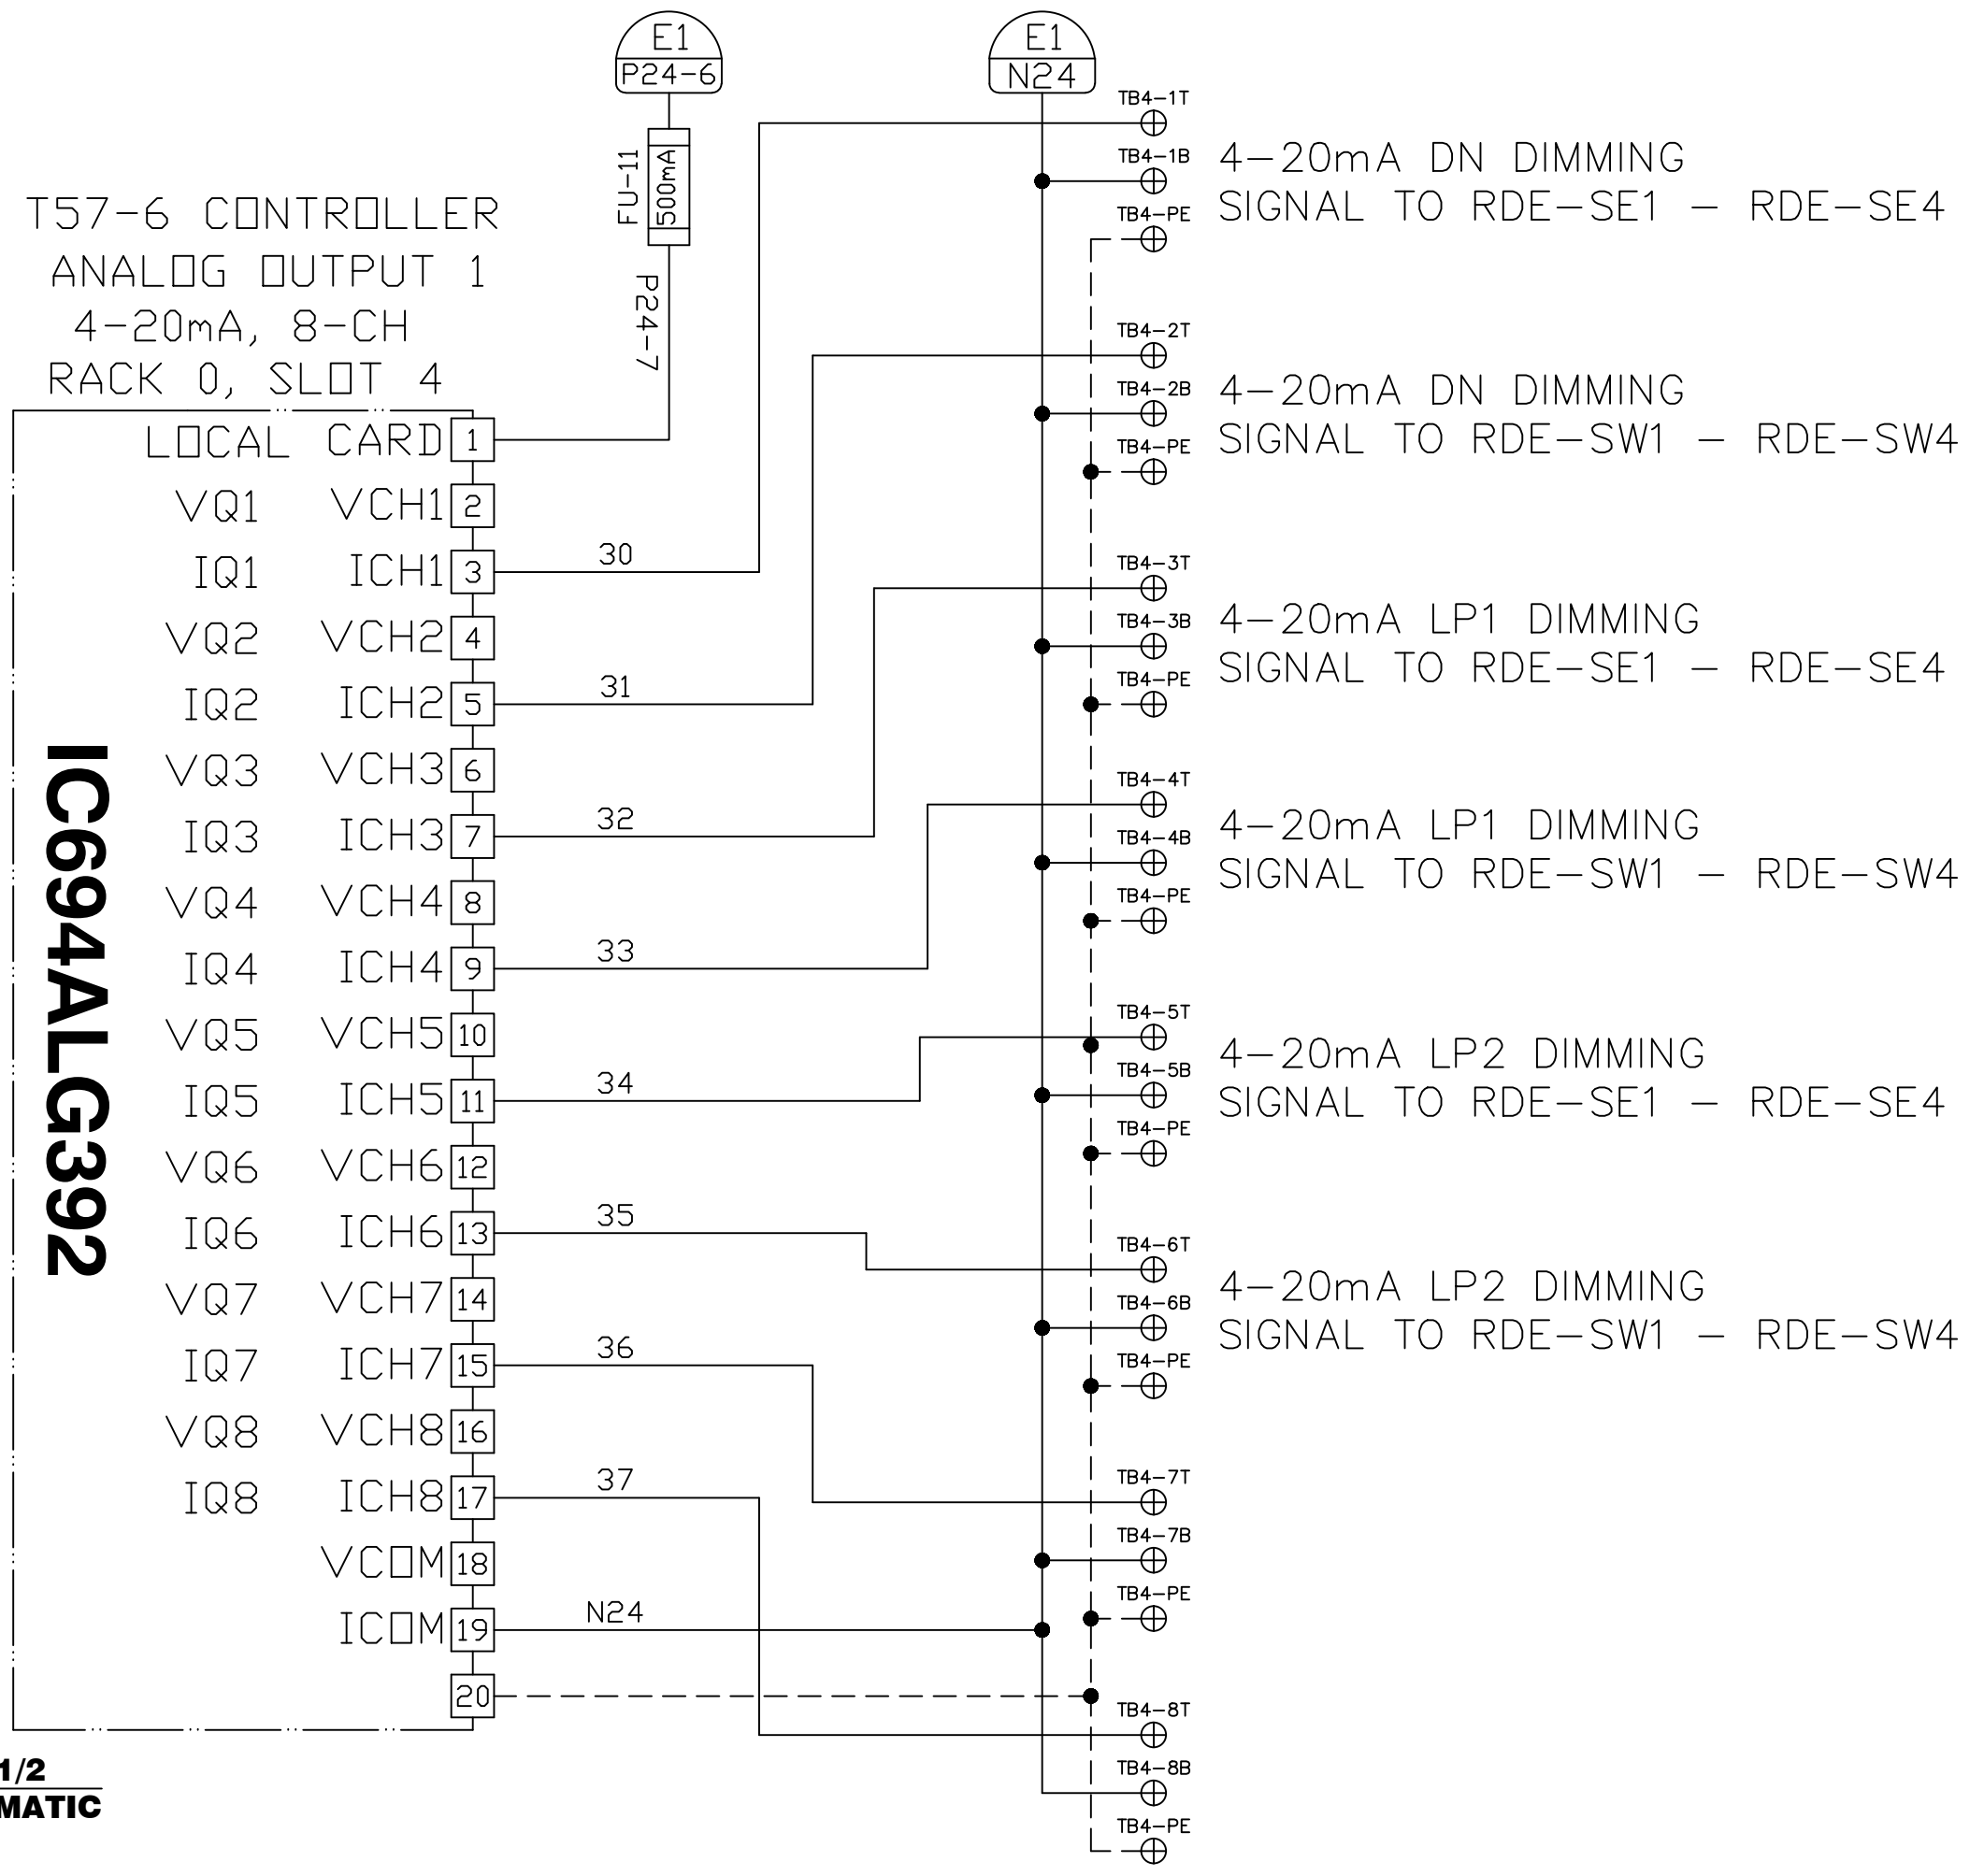 E1
P24-6
E1
N24
FU-11
500mA
P24-7
T57-6 CONTROLLER
ANALOG OUTPUT 1
4-20mA, 8-CH
RACK 0, SLOT 4
LOCAL CARD 1
VQ1 VCH1 2
IQ1 ICH1 3 30
VQ2 VCH2 4
IQ2 ICH2 5 31
VQ3 VCH3 6
IQ3 ICH3 7 32
VQ4 VCH4 8
IQ4 ICH4 9 33
VQ5 VCH5 10
IQ5 ICH5 11 34
VQ6 VCH6 12
IQ6 ICH6 13 35
VQ7 VCH7 14
IQ7 ICH7 15 36
VQ8 VCH8 16
IQ8 ICH8 17 37
VCOM 18
ICOM 19 N24
20
IC694ALG392
TB4-1T
TB4-1B
TB4-PE
4-20mA DN DIMMING
SIGNAL TO RDE-SE1 - RDE-SE4
TB4-2T
TB4-2B
TB4-PE
4-20mA DN DIMMING
SIGNAL TO RDE-SW1 - RDE-SW4
TB4-3T
TB4-3B
TB4-PE
4-20mA LP1 DIMMING
SIGNAL TO RDE-SE1 - RDE-SE4
TB4-4T
TB4-4B
TB4-PE
4-20mA LP1 DIMMING
SIGNAL TO RDE-SW1 - RDE-SW4
TB4-5T
TB4-5B
TB4-PE
4-20mA LP2 DIMMING
SIGNAL TO RDE-SE1 - RDE-SE4
TB4-6T
TB4-6B
TB4-PE
4-20mA LP2 DIMMING
SIGNAL TO RDE-SW1 - RDE-SW4
TB4-7T
TB4-7B
TB4-PE
TB4-8T
TB4-8B
TB4-PE
1/2
MATIC